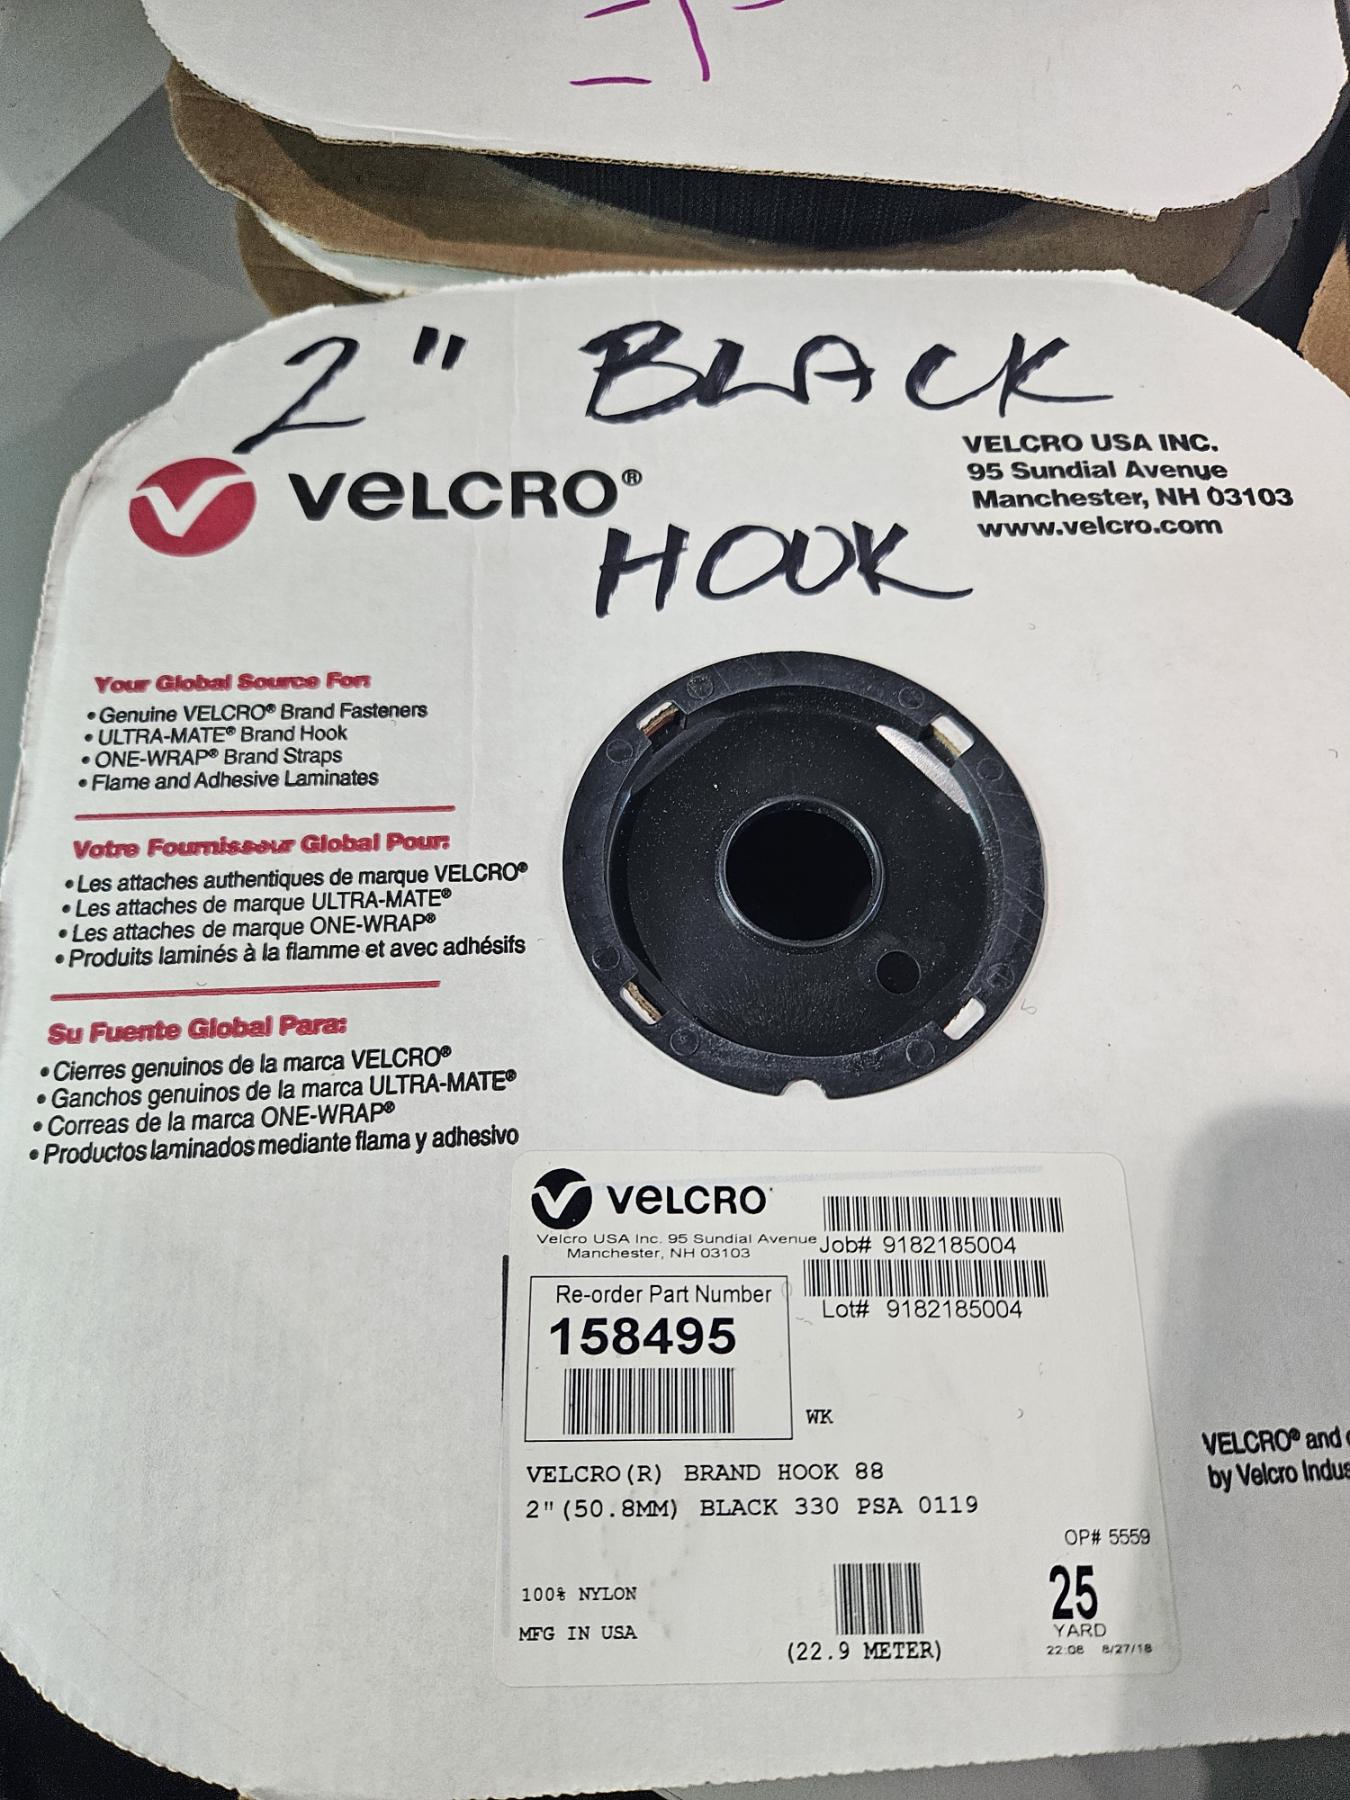 2" BLACK
VELCRO®
HOOK
VELCRO USA INC.
95 Sundial Avenue
Manchester, NH 03103
www.velcro.com
Your Global Source For:
• Genuine VELCRO® Brand Fasteners
• ULTRA-MATE® Brand Hook
• ONE-WRAP® Brand Straps
• Flame and Adhesive Laminates
Votre Fournisseur Global Pour:
• Les attaches authentiques de marque VELCRO®
• Les attaches de marque ULTRA-MATE®
• Les attaches de marque ONE-WRAP®
• Produits laminés à la flamme et avec adhésifs
Su Fuente Global Para:
• Cierres genuinos de la marca VELCRO®
• Ganchos genuinos de la marca ULTRA-MATE®
• Correas de la marca ONE-WRAP®
• Productos laminados mediante flama y adhesivo
VELCRO
Velcro USA Inc. 95 Sundial Avenue
Manchester, NH 03103
Job# 9182185004
Lot# 9182185004
Re-order Part Number
158495
WK
VELCRO(R) BRAND HOOK 88
2"(50.8MM) BLACK 330 PSA 0119
OP# 5559
100% NYLON
MFG IN USA
(22.9 METER)
25
YARD
22:08 8/27/18
VELCRO® and
by Velcro Indus